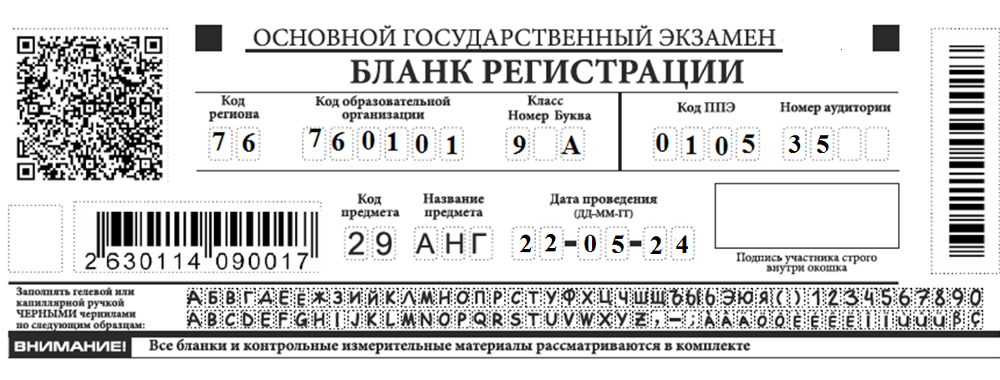 ОСНОВНОЙ ГОСУДАРСТВЕННЫЙ ЭКЗАМЕН
БЛАНК РЕГИСТРАЦИИ
Код региона
Код образовательной организации
Класс
Номер Буква
Код ППЭ
Номер аудитории
76
760101
9 А
0105
35
Код предмета
Название предмета
Дата проведения
(ДД-ММ-ГГ)
29
АНГ
22-05-24
2 630114 090017
Подпись участника строго
внутри окошка
Заполнять гелевой или
капиллярной ручкой
ЧЕРНЫМИ чернилами
по следующим образцам:
АБВГДЕЁЖЗИЙКЛМНОПРСТУФХЦЧШЩЪЫЬЭЮЯ()1234567890
ABCDEFGHIJKLMNOPQRSTUVWXYZ,-;
ВНИМАНИЕ!
Все бланки и контрольные измерительные материалы рассматриваются в комплекте